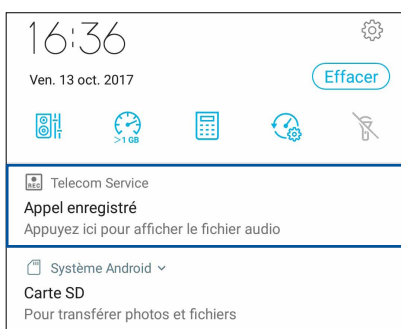 16:36
Ven. 13 oct. 2017
Effacer
>1 GB
REC Telecom Service
Appel enregistré
Appuyez ici pour afficher le fichier audio
Système Android
Carte SD
Pour transférer photos et fichiers